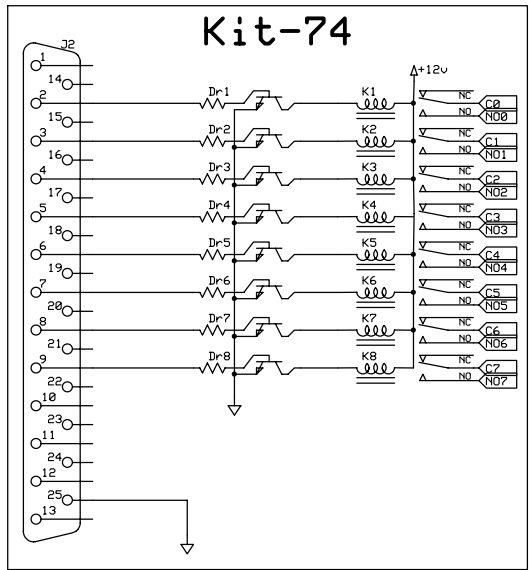 Kit-74
J2
+12v
1
14
2
Dr1
K1
NC
C0
NO
NO0
15
3
Dr2
K2
NC
C1
NO
NO1
16
4
Dr3
K3
NC
C2
NO
NO2
17
5
Dr4
K4
NC
C3
NO
NO3
18
6
Dr5
K5
NC
C4
NO
NO4
19
7
Dr6
K6
NC
C5
NO
NO5
20
8
Dr7
K7
NC
C6
NO
NO6
21
9
Dr8
K8
NC
C7
NO
NO7
22
10
23
11
24
12
25
13